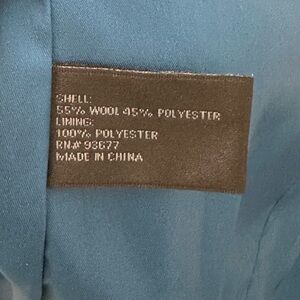 SHELL:
55% WOOL 45% POLYESTER
LINING:
100% POLYESTER
RN# 93677
MADE IN CHINA